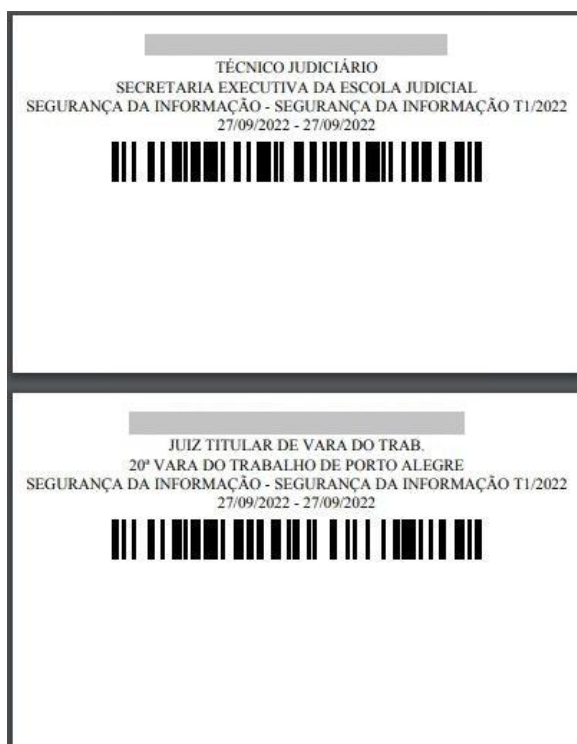 TÉCNICO JUDICIÁRIO
SECRETARIA EXECUTIVA DA ESCOLA JUDICIAL
SEGURANÇA DA INFORMAÇÃO - SEGURANÇA DA INFORMAÇÃO T1/2022
27/09/2022 - 27/09/2022
JUIZ TITULAR DE VARA DO TRAB.
20ª VARA DO TRABALHO DE PORTO ALEGRE
SEGURANÇA DA INFORMAÇÃO - SEGURANÇA DA INFORMAÇÃO T1/2022
27/09/2022 - 27/09/2022